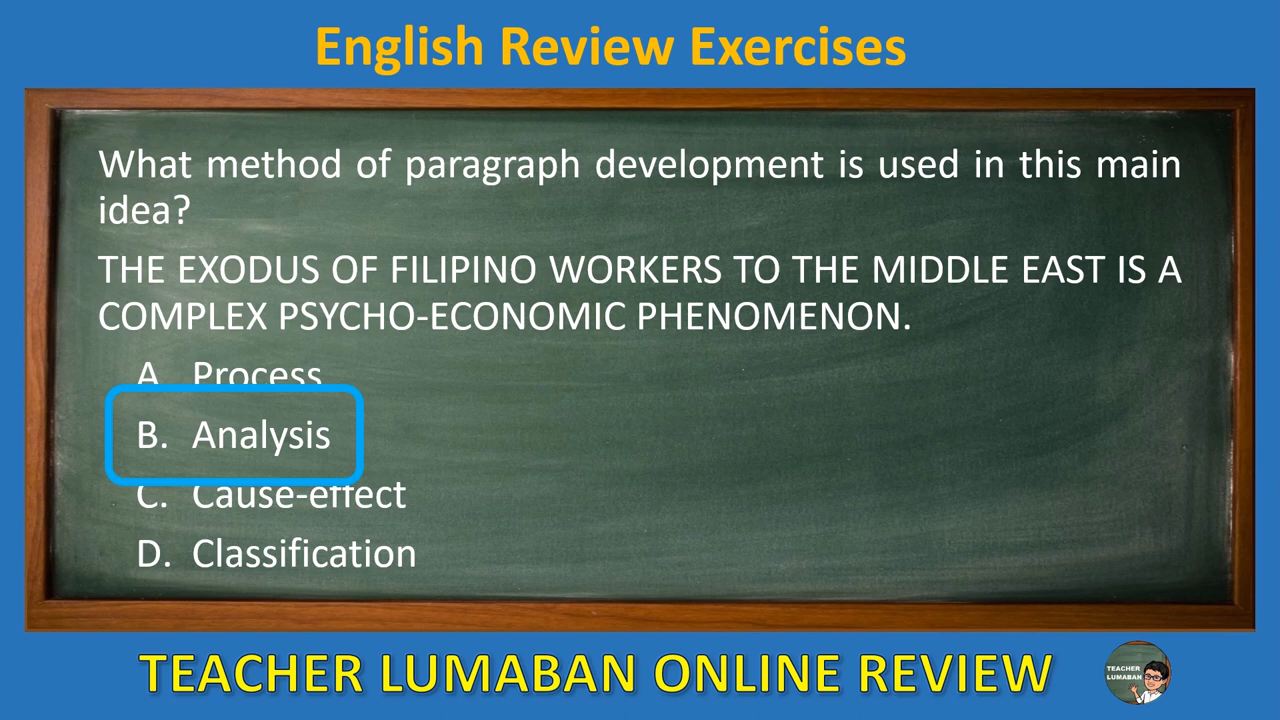 English Review Exercises
What method of paragraph development is used in this main
idea?
THE EXODUS OF FILIPINO WORKERS TO THE MIDDLE EAST IS A
COMPLEX PSYCHO-ECONOMIC PHENOMENON.
A. Process
B. Analysis
C. Cause-effect
D. Classification
TEACHER LUMABAN ONLINE REVIEW
TEACHER
LUMABAN